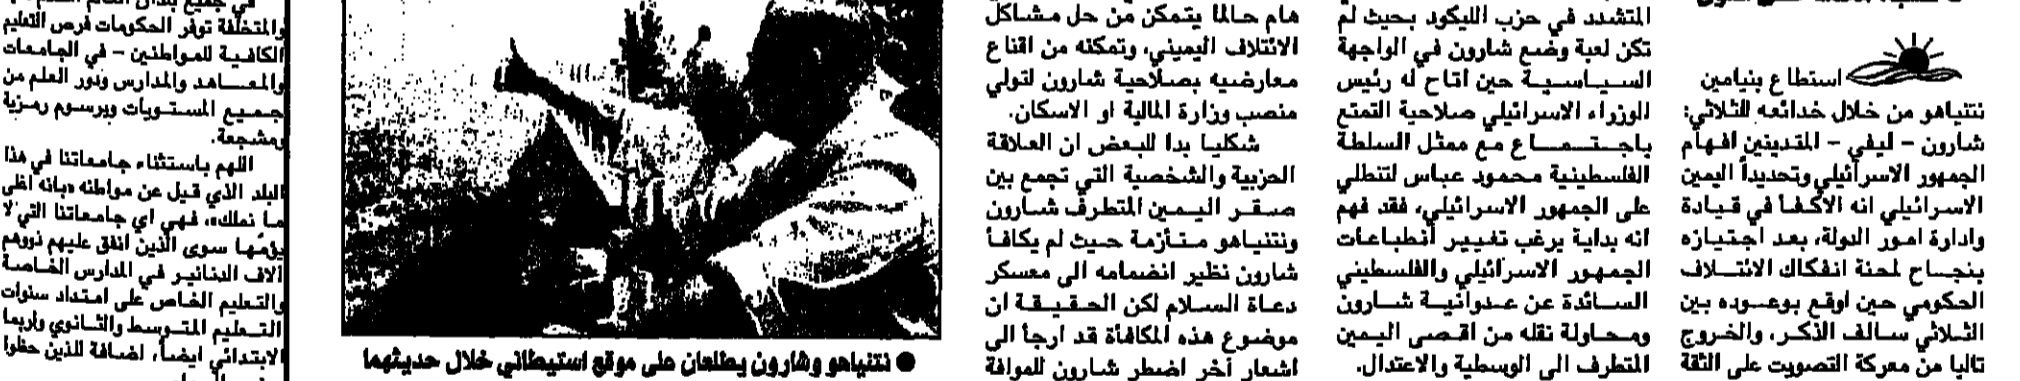 استطاع بنيامين
نتنياهو من خلال خدائعه الثلاثي:
شارون – ليفي – المتدينين افهام
الجمهور الاسرائيلي وتحديداً اليمين
الاسرائيلي انه الاكفأ في قيادة
وادارة امور الدولة، بعد اجتيازه
بنجاح لمحنة انفكاك الائتلاف
الحكومي حين اوقع بوعوده بين
الثلاثي سالف الذكر، والخروج
تاليا من معركة التصويت على الثقة
المتشدد في حزب الليكود بحيث لم
تكن لعبة وضع شارون في الواجهة
السياسية حين اتاح له رئيس
الوزراء الاسرائيلي صلاحية التمتع
باجتماع مع ممثل السلطة
الفلسطينية محمود عباس لتنطلي
على الجمهور الاسرائيلي، فقد فهم
انه بداية يرغب تغيير أنطباعات
الجمهور الاسرائيلي والفلسطيني
السائدة عن عدوانية شارون
ومحاولة نقله من اقصى اليمين
المتطرف الى الوسطية والاعتدال.
هام حالما يتمكن من حل مشاكل
الائتلاف اليميني، وتمكنه من اقناع
معارضيه بصلاحية شارون لتولي
منصب وزارة المالية او الاسكان.
شكليا بدا للبعض ان العلاقة
الحزبية والشخصية التي تجمع بين
صقر اليمين المتطرف شارون
ونتنياهو متأزمة حيث لم يكافأ
شارون نظير انضمامه الى معسكر
دعاة السلام لكن الحقيقة ان
موضوع هذه المكافأة قد ارجأ الى
اشعار آخر اضطر شارون للموافة
● نتنياهو وشارون يطلعان على موقع استيطاني خلال حديثهما
والمتخلفة توفر الحكومات فرص التعليم
الكافية للمواطنين – في الجامعات
والمعاهد والمدارس ودور العلم من
جميع المستويات وبرسوم رمزية
ومشجعة.
اللهم باستثناء جامعاتنا في هذا
البلد الذي قيل عن مواطنه «بانه اغلى
ما نملك»، فهي اي جامعاتنا التي لا
يؤمها سوى الذين انفق عليهم ذووهم
آلاف الدنانير في المدارس الخاصة
والتعليم الخاص على امتداد سنوات
التعليم المتوسط والثانوي ولربما
الابتدائي ايضاً، اضافة للذين حظوا